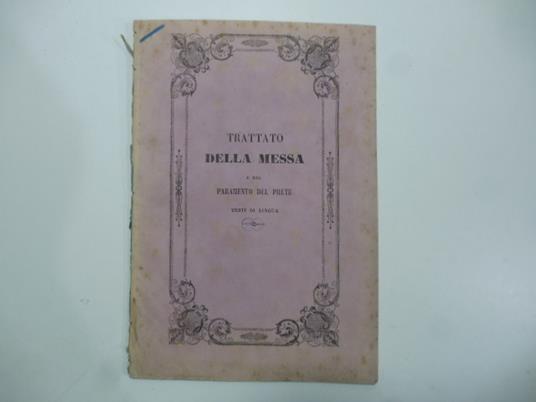 TRATTATO
DELLA MESSA
E DEL
PARAMENTO DEL PRETE
TESTI DI LINGUA